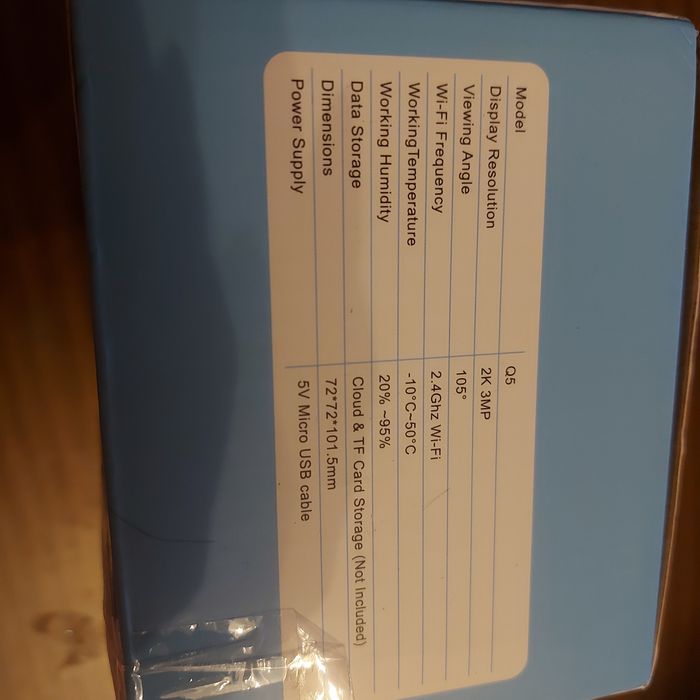 Model Q5
Display Resolution 2K 3MP
Viewing Angle 105°
Wi-Fi Frequency 2.4Ghz Wi-Fi
WorkingTemperature -10°C~50°C
Working Humidity 20% ~95%
Data Storage Cloud & TF Card Storage (Not Included)
Dimensions 72*72*101.5mm
Power Supply 5V Micro USB cable